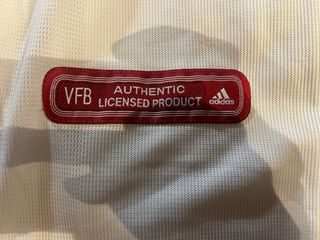 VFB
AUTHENTIC
LICENSED PRODUCT
adidas